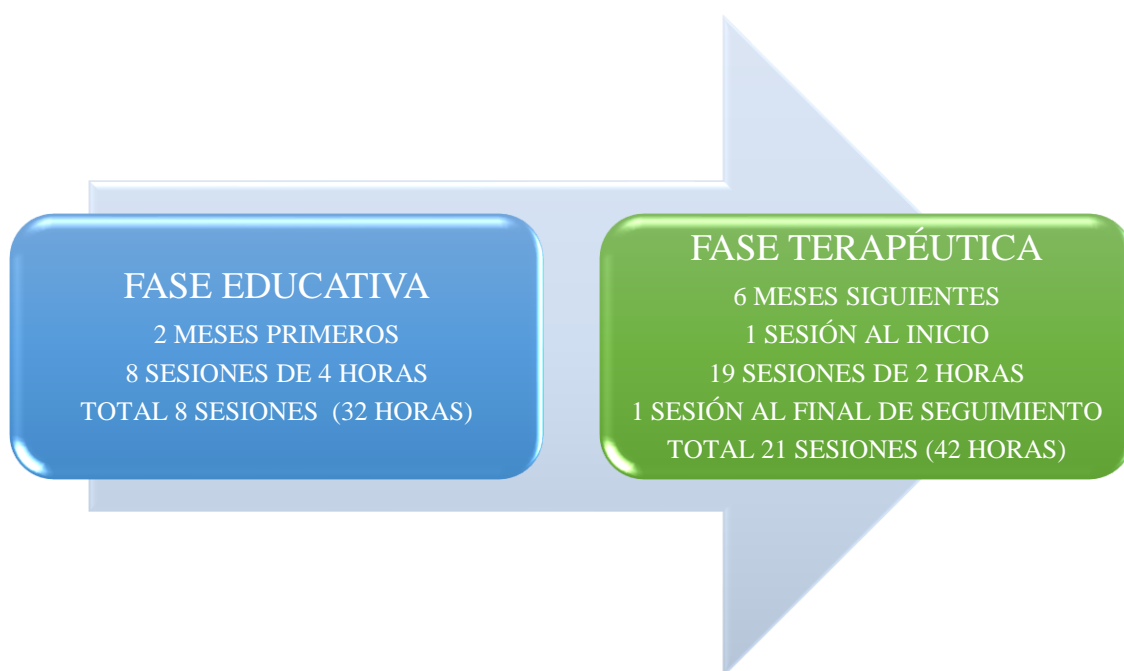 FASE EDUCATIVA
2 MESES PRIMEROS
8 SESIONES DE 4 HORAS
TOTAL 8 SESIONES (32 HORAS)
FASE TERAPÉUTICA
6 MESES SIGUIENTES
1 SESIÓN AL INICIO
19 SESIONES DE 2 HORAS
1 SESIÓN AL FINAL DE SEGUIMIENTO
TOTAL 21 SESIONES (42 HORAS)